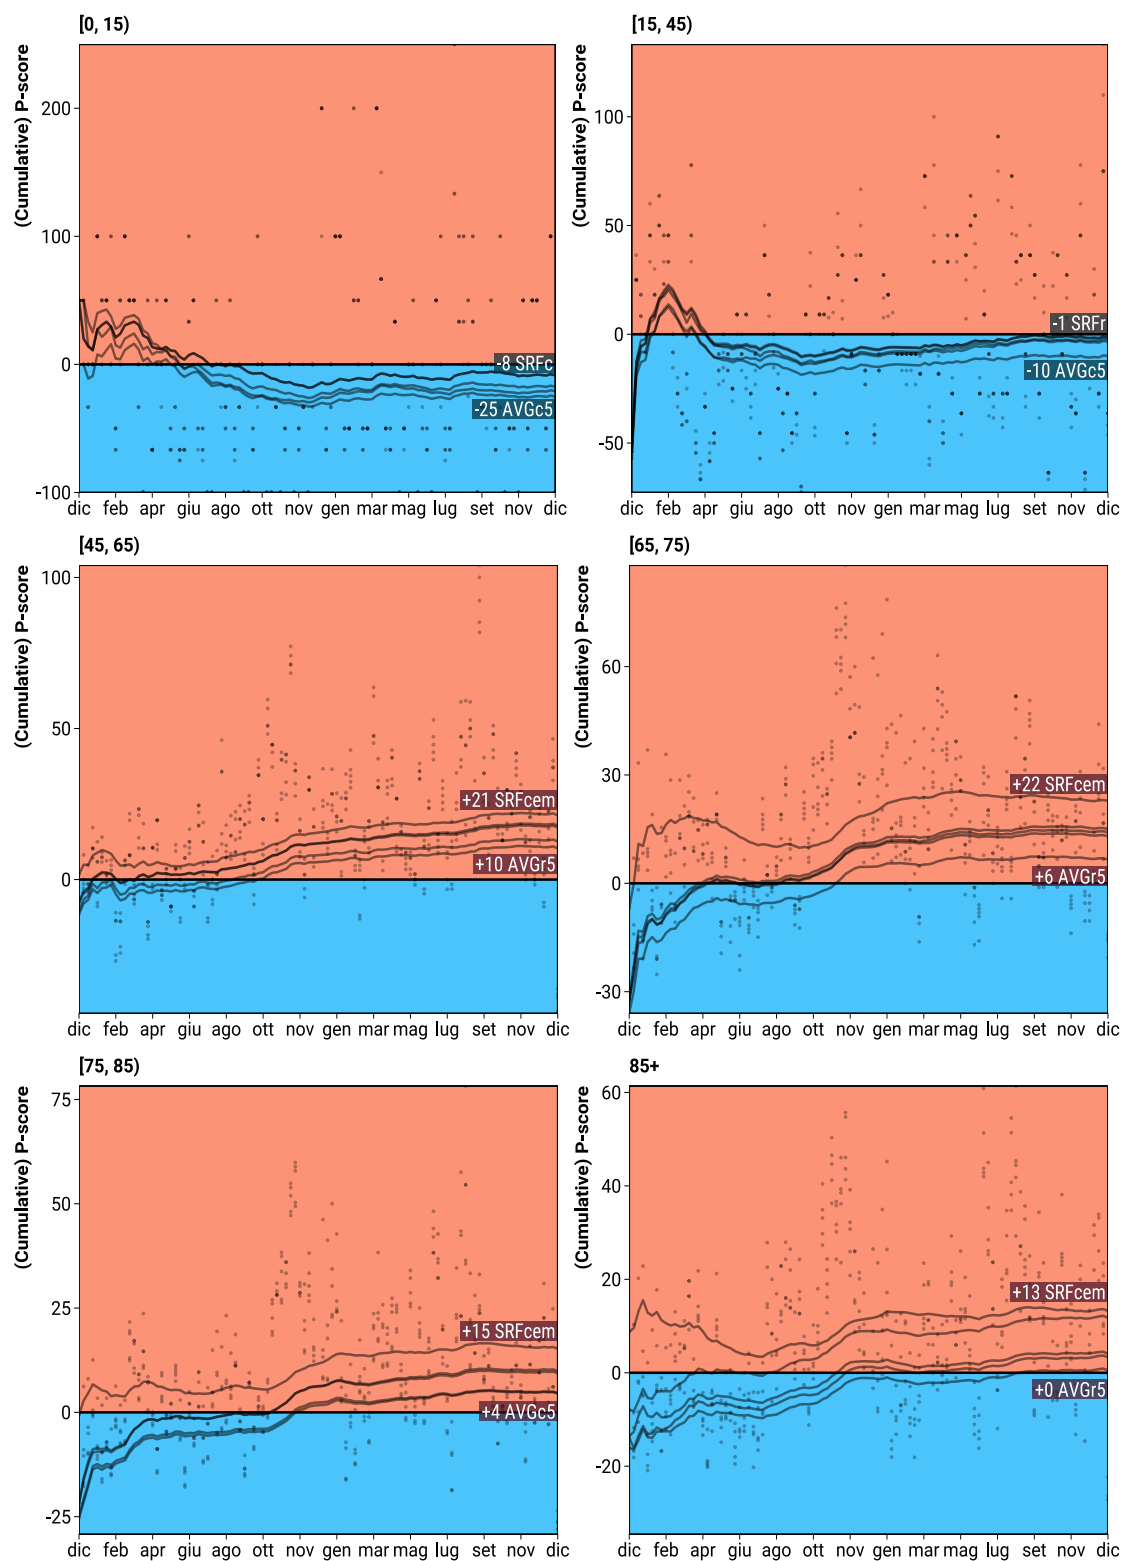 [0, 15)
(Cumulative) P-score
200
100
0
-100
-8 SRFc
-25 AVGc5
dic feb apr giu ago ott nov gen mar mag lug set nov dic
[15, 45)
(Cumulative) P-score
100
50
0
-50
-1 SRFr
-10 AVGc5
dic feb apr giu ago ott nov gen mar mag lug set nov dic
[45, 65)
(Cumulative) P-score
100
50
0
+21 SRFcem
+10 AVGr5
dic feb apr giu ago ott nov gen mar mag lug set nov dic
[65, 75)
(Cumulative) P-score
60
30
0
-30
+22 SRFcem
+6 AVGr5
dic feb apr giu ago ott nov gen mar mag lug set nov dic
[75, 85)
(Cumulative) P-score
75
50
25
0
-25
+15 SRFcem
+4 AVGc5
dic feb apr giu ago ott nov gen mar mag lug set nov dic
85+
(Cumulative) P-score
60
40
20
0
-20
+13 SRFcem
+0 AVGr5
dic feb apr giu ago ott nov gen mar mag lug set nov dic